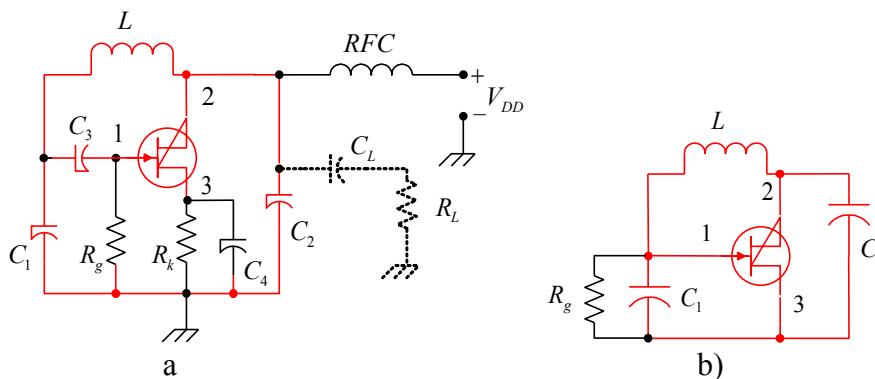 L
RFC
+
2
V_DD
−
C_3
1
C_L
3
R_L
C_1
R_g
R_k
C_4
C_2
a
L
2
C
1
R_g
C_1
3
b)